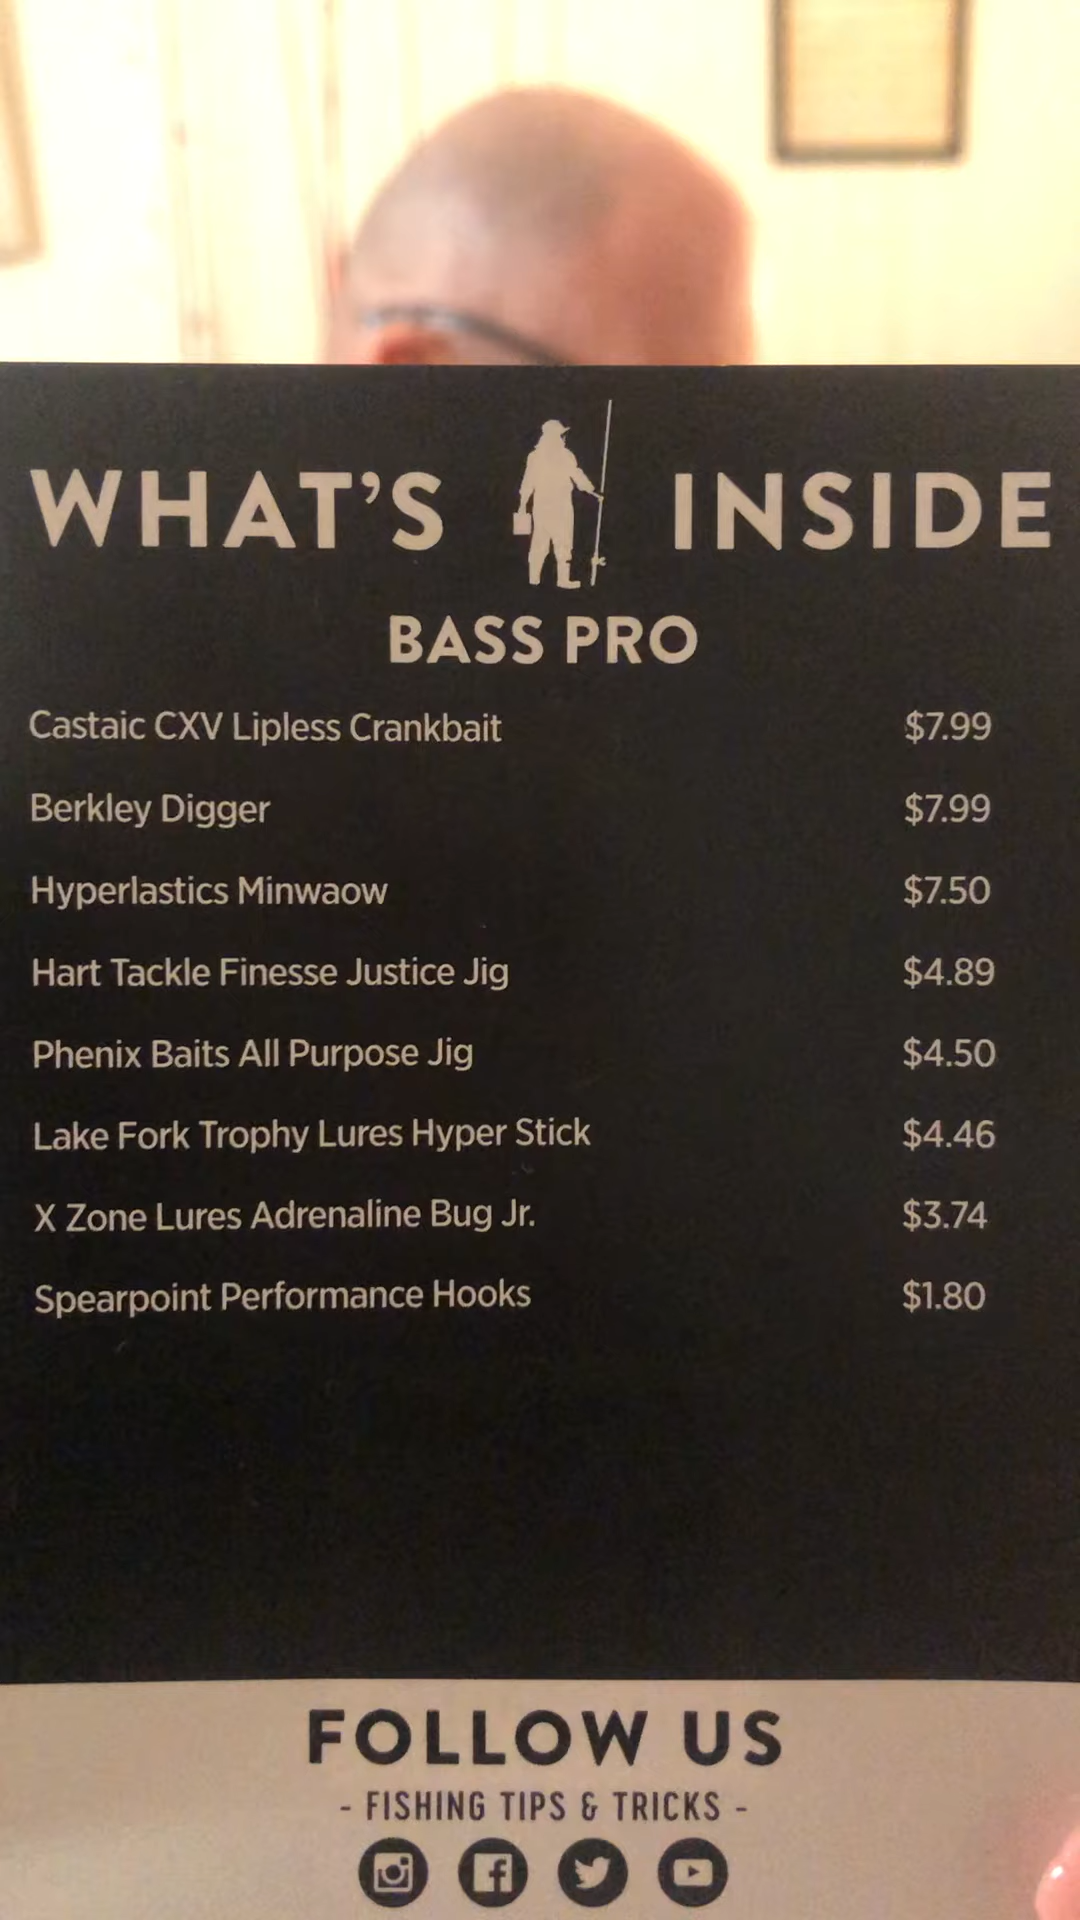 WHAT'S INSIDE
BASS PRO
Castaic CXV Lipless Crankbait $7.99
Berkley Digger $7.99
Hyperlastics Minwaow $7.50
Hart Tackle Finesse Justice Jig $4.89
Phenix Baits All Purpose Jig $4.50
Lake Fork Trophy Lures Hyper Stick $4.46
X Zone Lures Adrenaline Bug Jr. $3.74
Spearpoint Performance Hooks $1.80
FOLLOW US
- FISHING TIPS & TRICKS -